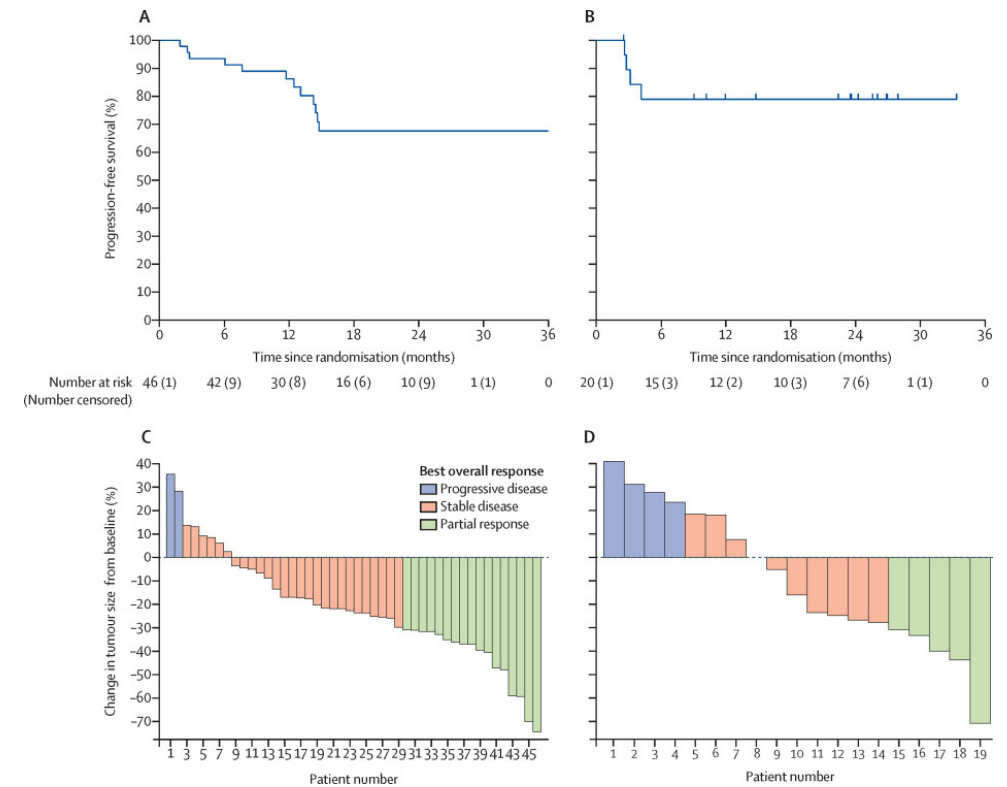 A
100
90
80
70
60
50
40
30
20
10
0
Progression-free survival (%)
0 6 12 18 24 30 36
Time since randomisation (months)
Number at risk
(Number censored)
46 (1) 42 (9) 30 (8) 16 (6) 10 (9) 1 (1) 0
B
0 6 12 18 24 30 36
Time since randomisation (months)
20 (1) 15 (3) 12 (2) 10 (3) 7 (6) 1 (1) 0
C
40
30
20
10
0
−10
−20
−30
−40
−50
−60
−70
Change in tumour size from baseline (%)
Best overall response
Progressive disease
Stable disease
Partial response
1 3 5 7 9 11 13 15 17 19 21 23 25 27 29 31 33 35 37 39 41 43 45
Patient number
D
1 2 3 4 5 6 7 8 9 10 11 12 13 14 15 16 17 18 19
Patient number